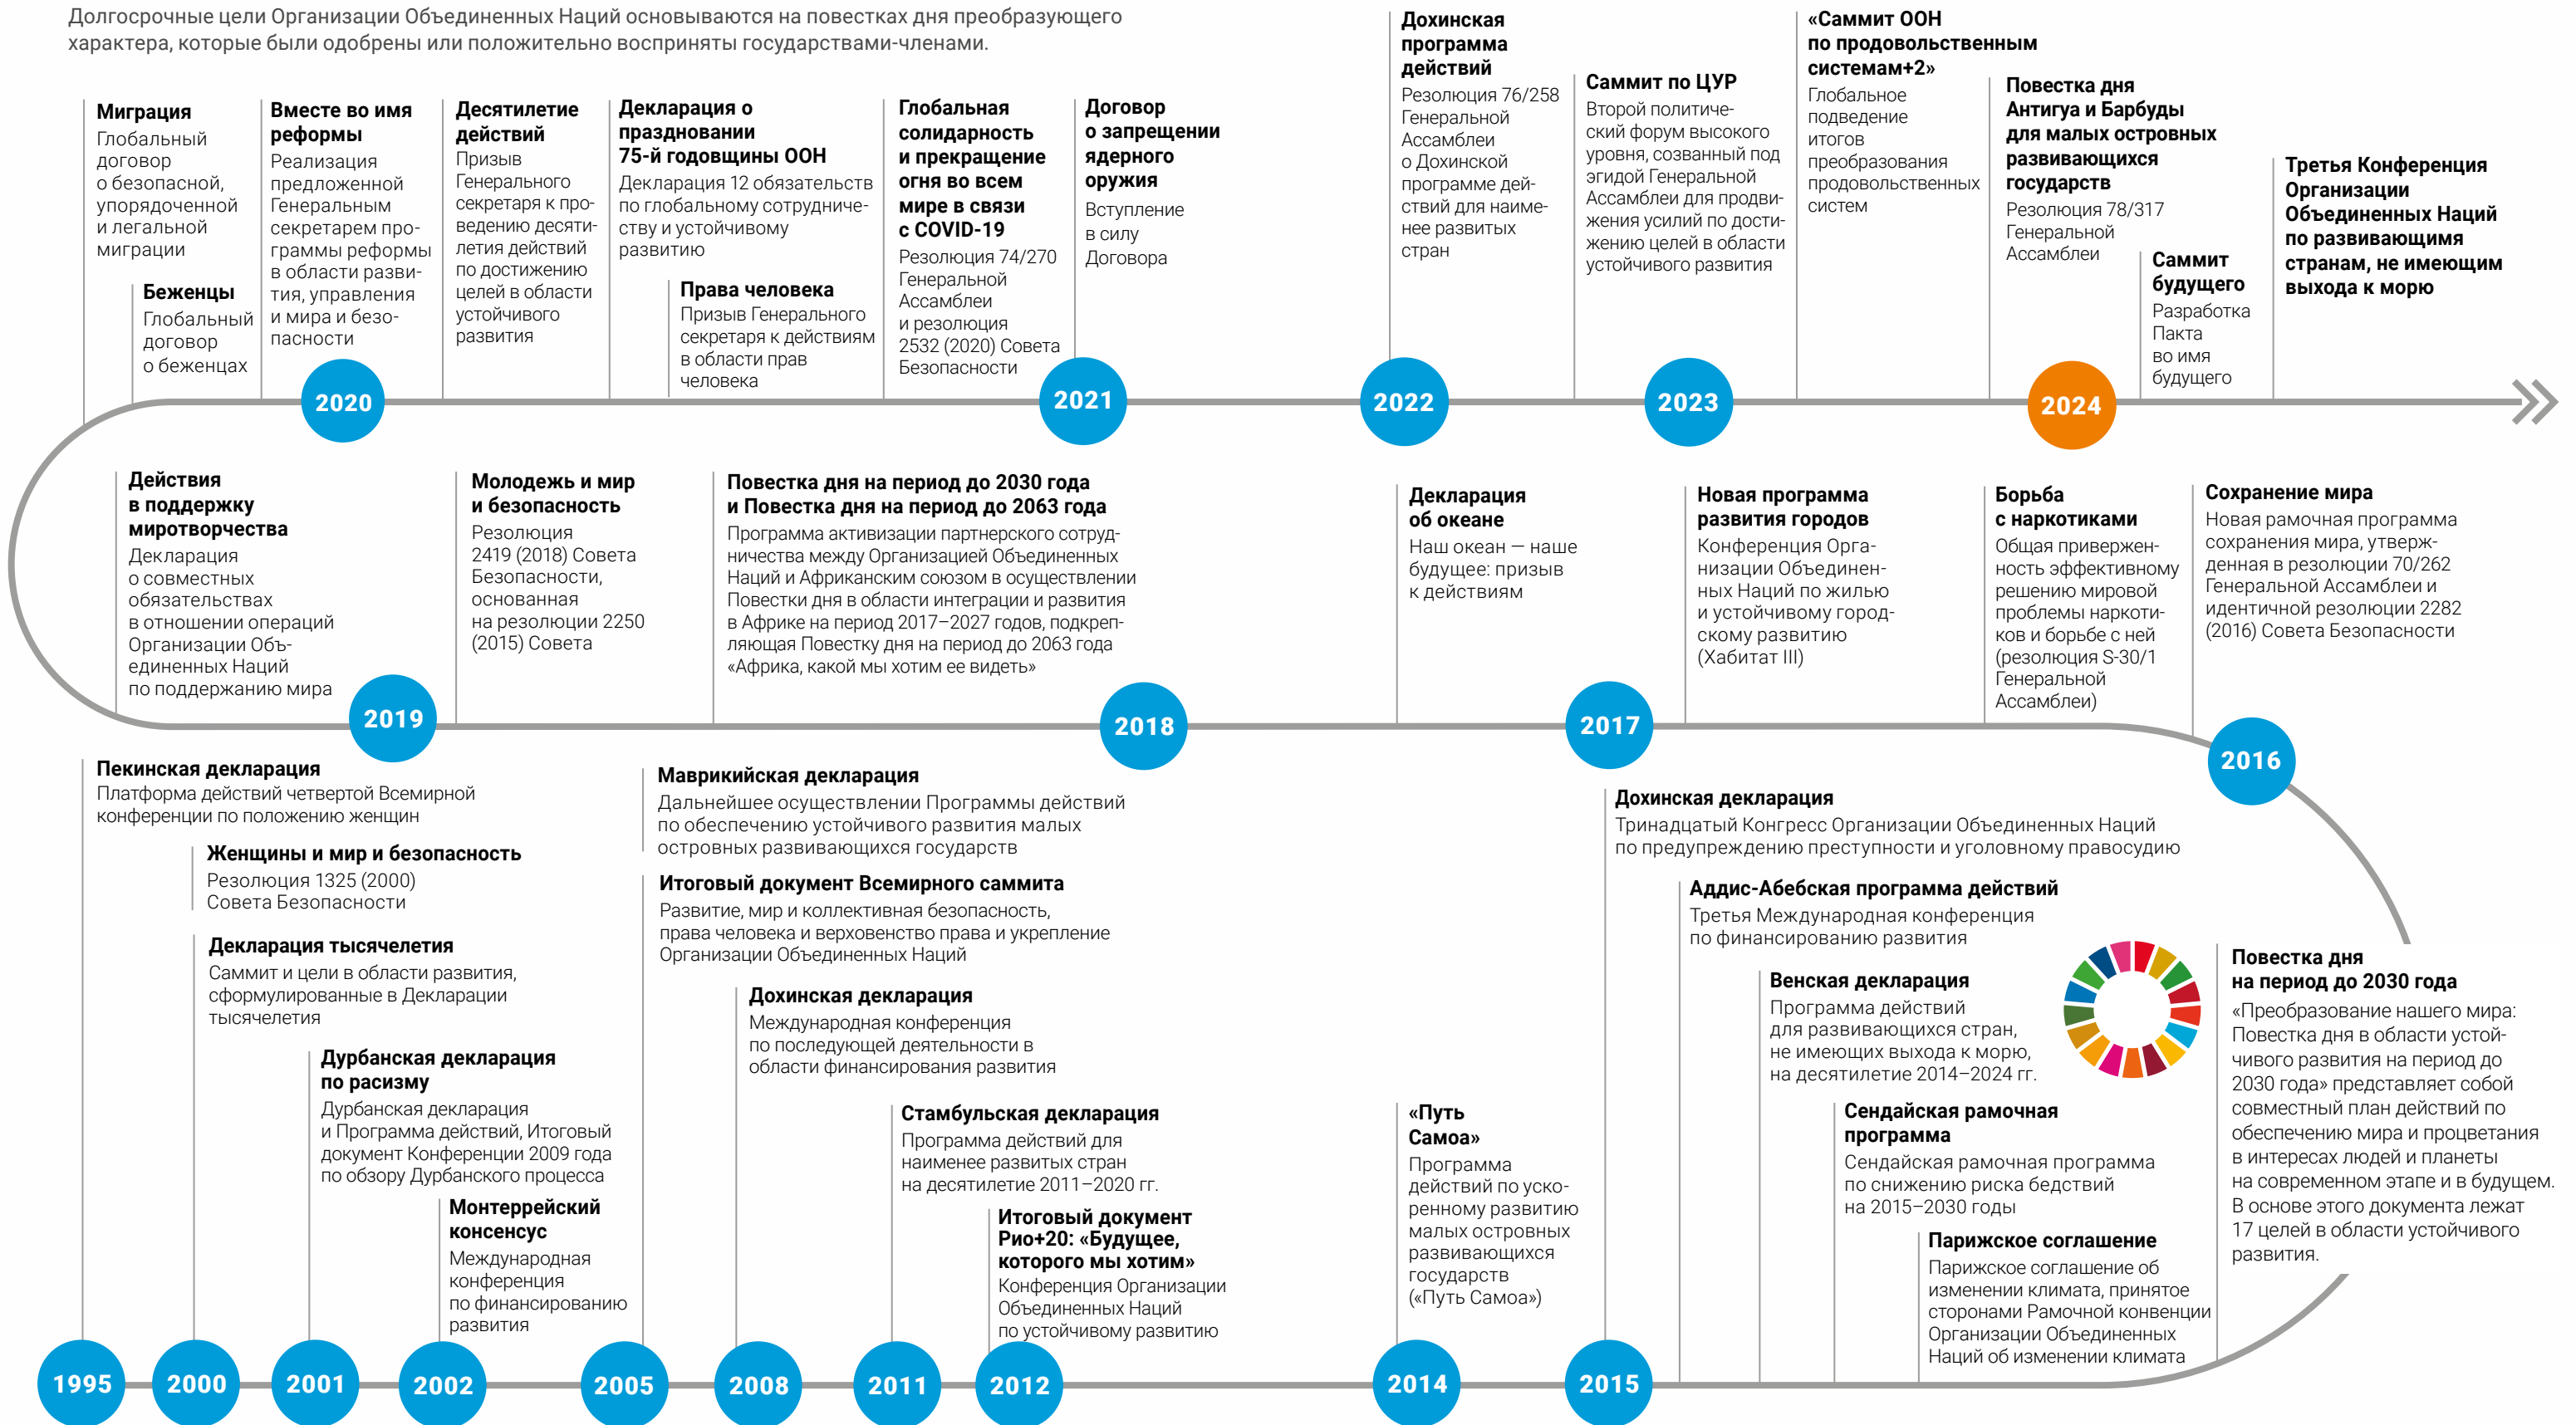 Долгосрочные цели Организации Объединенных Наций основываются на повестках дня преобразующего
характера, которые были одобрены или положительно восприняты государствами-членами.
Миграция
Глобальный
договор
о безопасной,
упорядоченной
и легальной
миграции
Беженцы
Глобальный
договор
о беженцах
Вместе во имя
реформы
Реализация
предложенной
Генеральным
секретарем про-
граммы реформы
в области разви-
тия, управления
и мира и безо-
пасности
2020
Десятилетие
действий
Призыв
Генерального
секретаря к про-
ведению десяти-
летия действий
по достижению
целей в области
устойчивого
развития
Декларация о
праздновании
75-й годовщины ООН
Декларация 12 обязательств
по глобальному сотрудниче-
ству и устойчивому
развитию
Права человека
Призыв Генерального
секретаря к действиям
в области прав
человека
Глобальная
солидарность
и прекращение
огня во всем
мире в связи
с COVID-19
Резолюция 74/270
Генеральной
Ассамблеи
и резолюция
2532 (2020) Совета
Безопасности
2021
Договор
о запрещении
ядерного
оружия
Вступление
в силу
Договора
Дохинская
программа
действий
Резолюция 76/258
Генеральной
Ассамблеи
о Дохинской
программе дей-
ствий для наиме-
нее развитых
стран
2022
Саммит по ЦУР
Второй политиче-
ский форум высокого
уровня, созванный под
эгидой Генеральной
Ассамблеи для продви-
жения усилий по дости-
жению целей в области
устойчивого развития
2023
«Саммит ООН
по продовольственным
системам+2»
Глобальное
подведение
итогов
преобразования
продовольственных
систем
Повестка дня
Антигуа и Барбуды
для малых островных
развивающихся
государств
Резолюция 78/317
Генеральной
Ассамблеи
2024
Саммит
будущего
Разработка
Пакта
во имя
будущего
Третья Конференция
Организации
Объединенных Наций
по развивающимя
странам, не имеющим
выхода к морю
Действия
в поддержку
миротворчества
Декларация
о совместных
обязательствах
в отношении операций
Организации Объ-
единенных Наций
по поддержанию мира
2019
Молодежь и мир
и безопасность
Резолюция
2419 (2018) Совета
Безопасности,
основанная
на резолюции 2250
(2015) Совета
Повестка дня на период до 2030 года
и Повестка дня на период до 2063 года
Программа активизации партнерского сотруд-
ничества между Организацией Объединенных
Наций и Африканским союзом в осуществлении
Повестки дня в области интеграции и развития
в Африке на период 2017–2027 годов, подкреп-
ляющая Повестку дня на период до 2063 года
«Африка, какой мы хотим ее видеть»
2018
Декларация
об океане
Наш океан — наше
будущее: призыв
к действиям
2017
Новая программа
развития городов
Конференция Орга-
низации Объединен-
ных Наций по жилью
и устойчивому город-
скому развитию
(Хабитат III)
Борьба
с наркотиками
Общая привержен-
ность эффективному
решению мировой
проблемы наркоти-
ков и борьбе с ней
(резолюция S-30/1
Генеральной
Ассамблеи)
Сохранение мира
Новая рамочная программа
сохранения мира, утверж-
денная в резолюции 70/262
Генеральной Ассамблеи и
идентичной резолюции 2282
(2016) Совета Безопасности
2016
Пекинская декларация
Платформа действий четвертой Всемирной
конференции по положению женщин
Женщины и мир и безопасность
Резолюция 1325 (2000)
Совета Безопасности
Декларация тысячелетия
Саммит и цели в области развития,
сформулированные в Декларации
тысячелетия
Дурбанская декларация
по расизму
Дурбанская декларация
и Программа действий, Итоговый
документ Конференции 2009 года
по обзору Дурбанского процесса
Монтеррейский
консенсус
Международная
конференция
по финансированию
развития
Маврикийская декларация
Дальнейшее осуществлении Программы действий
по обеспечению устойчивого развития малых
островных развивающихся государств
Итоговый документ Всемирного саммита
Развитие, мир и коллективная безопасность,
права человека и верховенство права и укрепление
Организации Объединенных Наций
Дохинская декларация
Международная конференция
по последующей деятельности в
области финансирования развития
Стамбульская декларация
Программа действий для
наименее развитых стран
на десятилетие 2011–2020 гг.
Итоговый документ
Рио+20: «Будущее,
которого мы хотим»
Конференция Организации
Объединенных Наций
по устойчивому развитию
«Путь
Самоа»
Программа
действий по уско-
ренному развитию
малых островных
развивающихся
государств
(«Путь Самоа»)
Дохинская декларация
Тринадцатый Конгресс Организации Объединенных Наций
по предупреждению преступности и уголовному правосудию
Аддис-Абебская программа действий
Третья Международная конференция
по финансированию развития
Венская декларация
Программа действий
для развивающихся стран,
не имеющих выхода к морю,
на десятилетие 2014–2024 гг.
Сендайская рамочная
программа
Сендайская рамочная программа
по снижению риска бедствий
на 2015–2030 годы
Парижское соглашение
Парижское соглашение об
изменении климата, принятое
сторонами Рамочной конвенции
Организации Объединенных
Наций об изменении климата
Повестка дня
на период до 2030 года
«Преобразование нашего мира:
Повестка дня в области устой-
чивого развития на период до
2030 года» представляет собой
совместный план действий по
обеспечению мира и процветания
в интересах людей и планеты
на современном этапе и в будущем.
В основе этого документа лежат
17 целей в области устойчивого
развития.
1995
2000
2001
2002
2005
2008
2011
2012
2014
2015